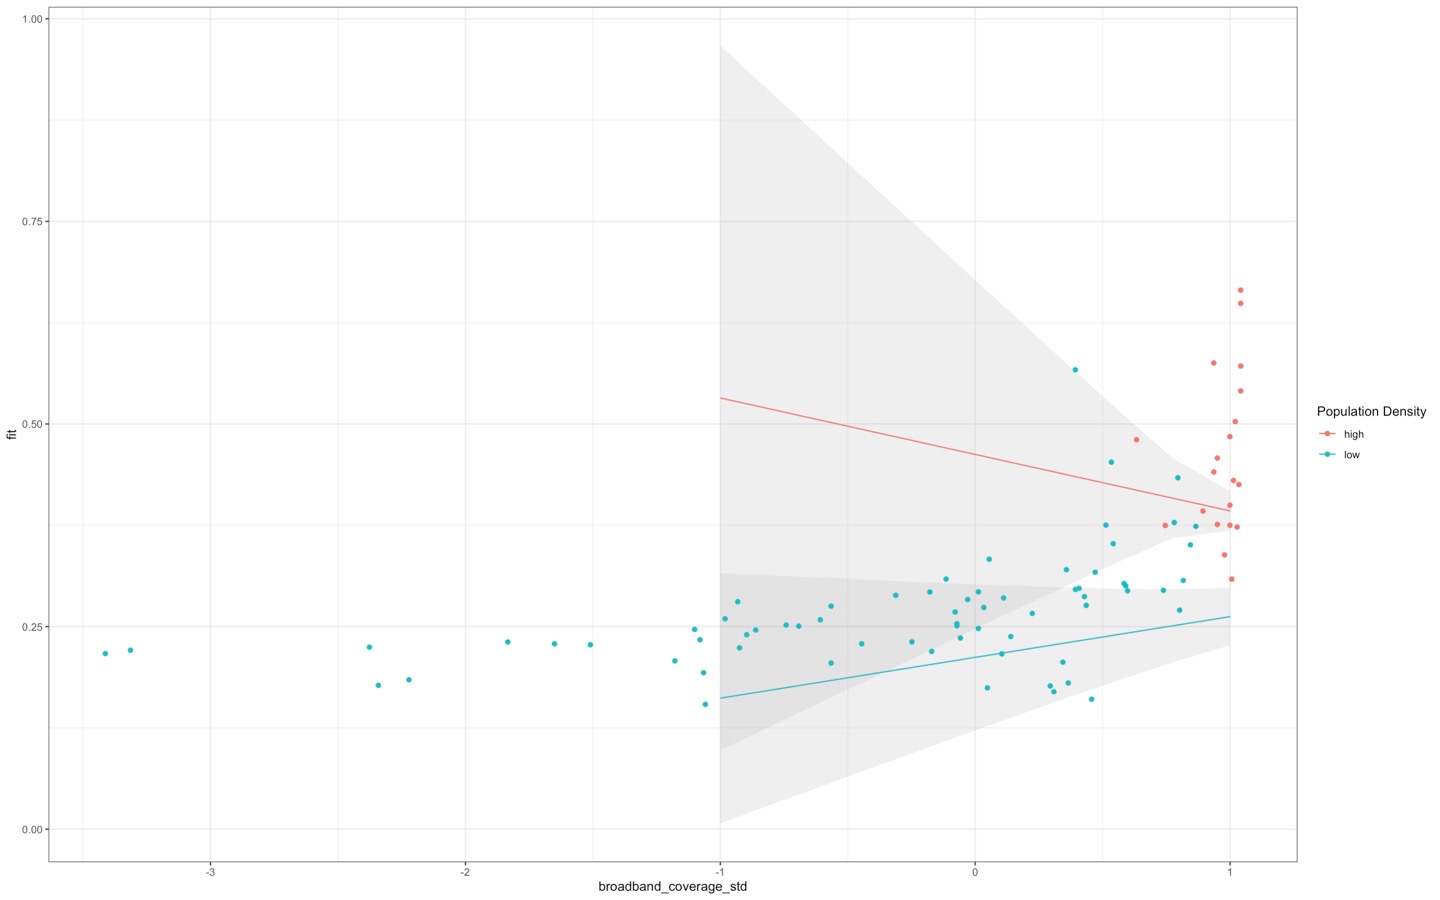 1.00
0.75
0.50
0.25
0.00
fit
-3
-2
-1
0
1
broadband_coverage_std
Population Density
high
low